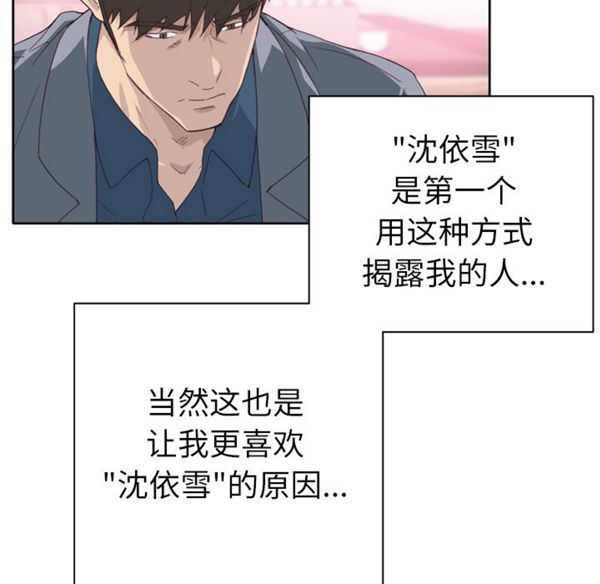 "沈依雪"
是第一个
用这种方式
揭露我的人...
当然这也是
让我更喜欢
"沈依雪"的原因...